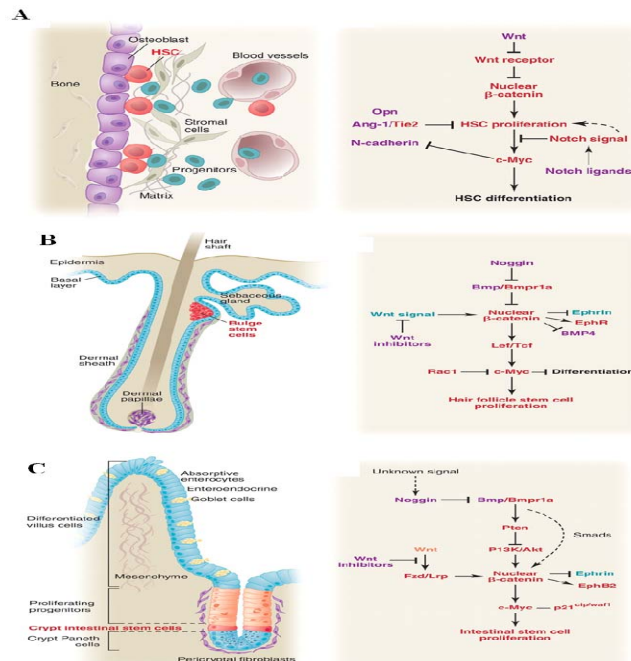 A
Osteoblast
HSC
Blood vessels
Bone
Stromal
cells
Progenitors
Matrix
Wnt
Wnt receptor
Nuclear
β-catenin
Opn
Ang-1/Tie2
HSC proliferation
N-cadherin
Notch signal
c-Myc
Notch ligands
HSC differentiation
B
Hair
shaft
Epidermis
Basal
layer
Sebaceous
gland
Bulge
stem
cells
Dermal
sheath
Dermal
papillae
Noggin
Bmp/Bmpr1a
Wnt signal
Nuclear
β-catenin
Ephrin
EphR
BMP4
Wnt
inhibitors
Lef/Tcf
Rac1
c-Myc
Differentiation
Hair follicle stem cell
proliferation
C
Absorptive
enterocytes
Enteroendocrine
Goblet cells
Differentiated
villus cells
Mesenchyme
Proliferating
progenitors
Crypt intestinal stem cells
Crypt Paneth
cells
Pericryptal fibroblasts
Unknown signal
Noggin
Bmp/Bmpr1a
Pten
Smads
P13K/Akt
Wnt
inhibitors
Wnt
Fzd/Lrp
Nuclear
β-catenin
Ephrin
EphB2
c-Myc
p21cip/waf1
Intestinal stem cell
proliferation